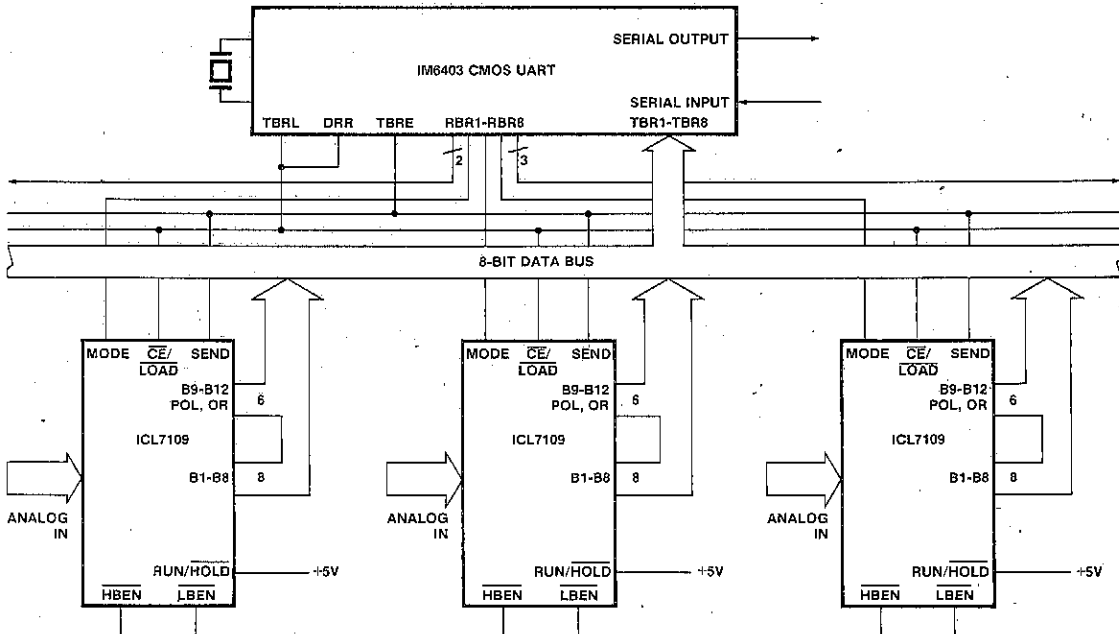 SERIAL OUTPUT
IM6403 CMOS UART
SERIAL INPUT
TBRL DRR TBRE RBR1-RBR8 TBR1-TBR8
2 3
8-BIT DATA BUS
MODE CE/LOAD SEND
B9-B12
POL, OR
6
ICL7109
B1-B8 8
ANALOG
IN
RUN/HOLD +5V
HBEN LBEN
MODE CE/LOAD SEND
B9-B12
POL, OR
6
ICL7109
B1-B8 8
ANALOG
IN
RUN/HOLD +5V
HBEN LBEN
MODE CE/LOAD SEND
B9-B12
POL, OR
6
ICL7109
B1-B8 8
ANALOG
IN
RUN/HOLD +5V
HBEN LBEN